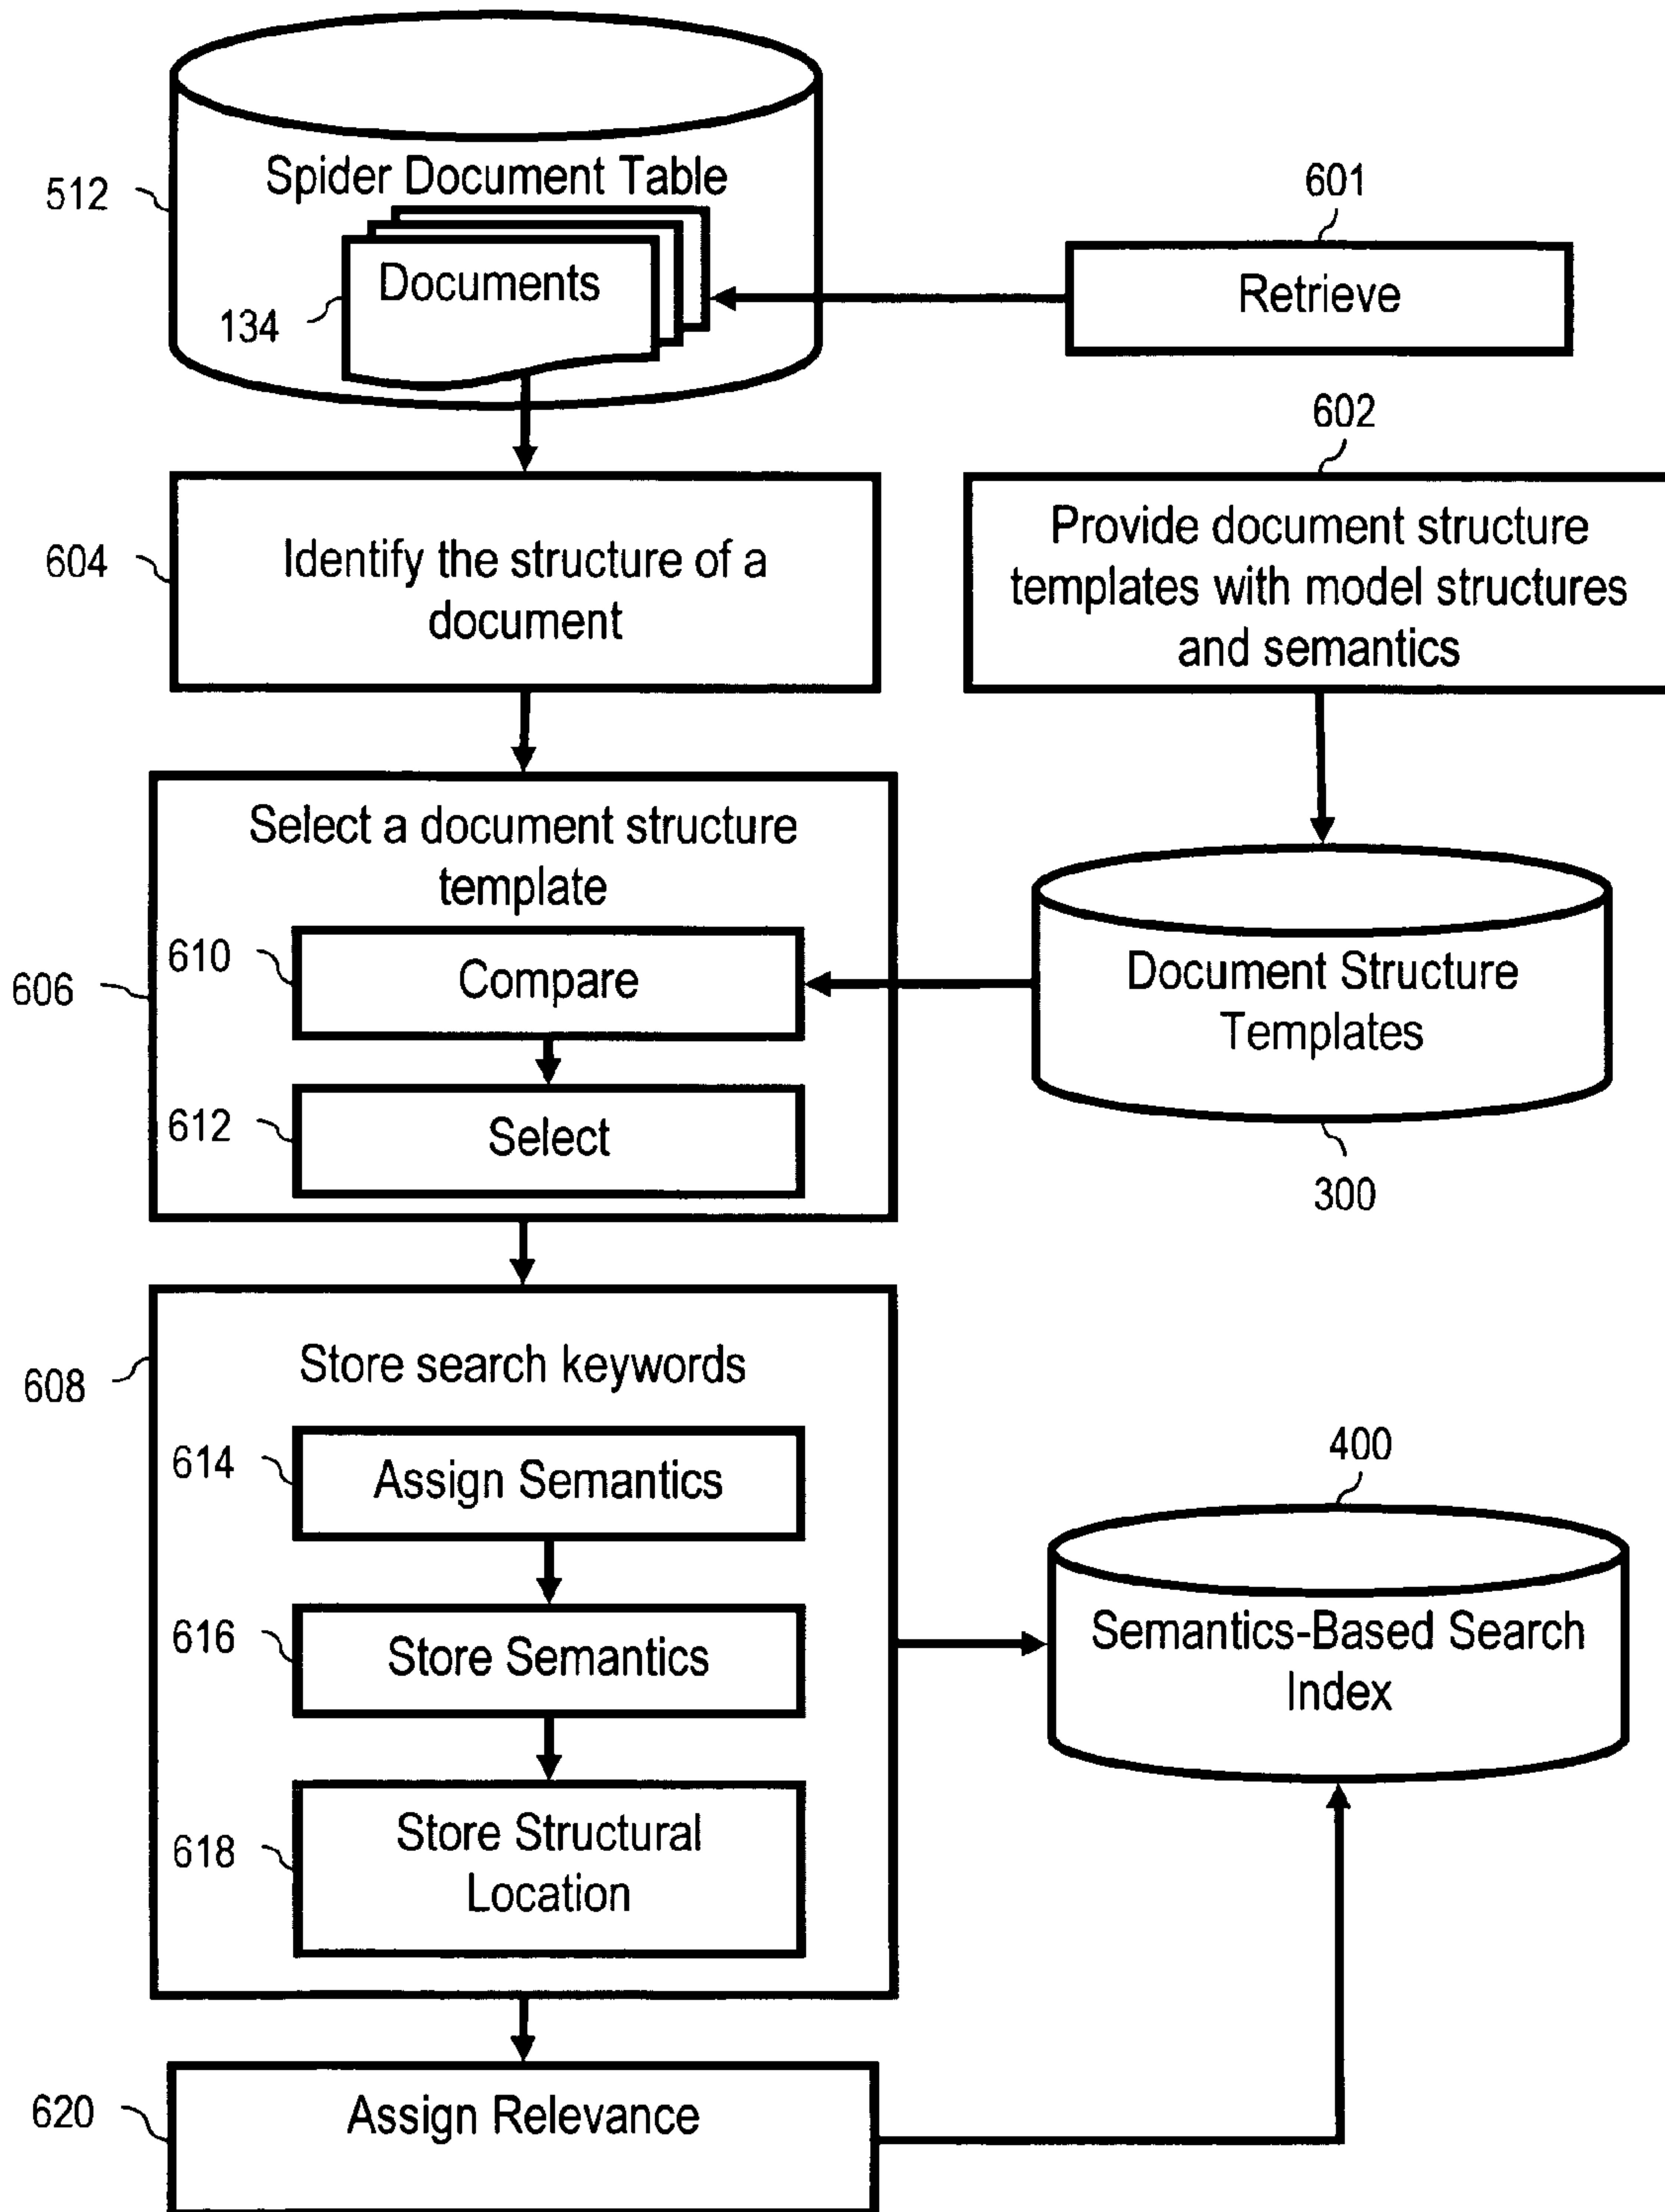 Spider Document Table
512
601
Documents
Retrieve
134
602
Provide document structure
templates with model structures
and semantics
604
Identify the structure of a
document
Select a document structure
template
610
Compare
606
Document Structure
Templates
612
Select
300
Store search keywords
608
614
Assign Semantics
400
616
Store Semantics
Semantics-Based Search
Index
618
Store Structural
Location
620
Assign Relevance